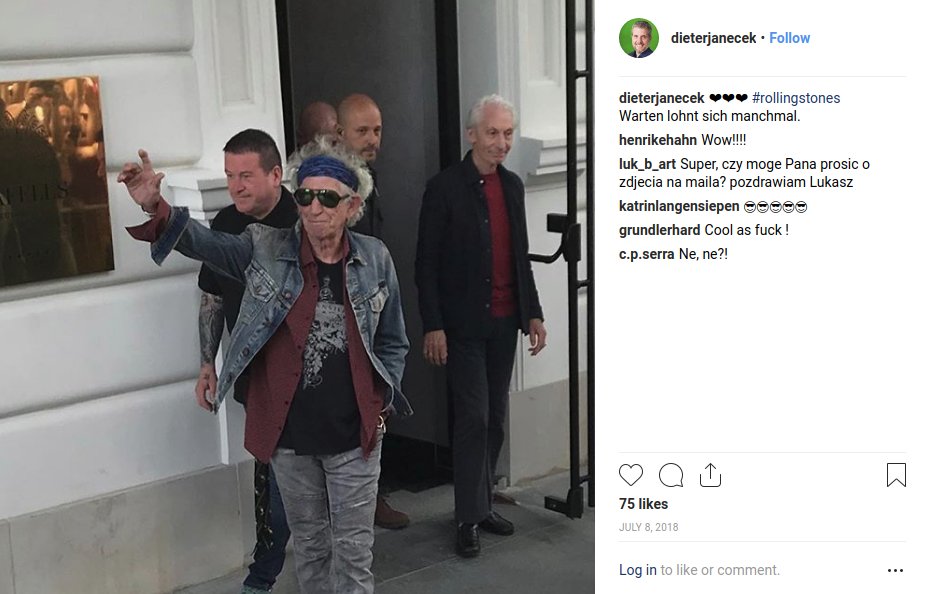 dieterjanecek • Follow
dieterjanecek ❤❤❤ #rollingstones
Warten lohnt sich manchmal.
henrikehahn Wow!!!!
luk_b_art Super, czy moge Pana prosic o
zdjecia na maila? pozdrawiam Lukasz
katrinlangensiepen 😎😎😎😎😎
grundlerhard Cool as fuck !
c.p.serra Ne, ne?!
75 likes
JULY 8, 2018
Log in to like or comment.